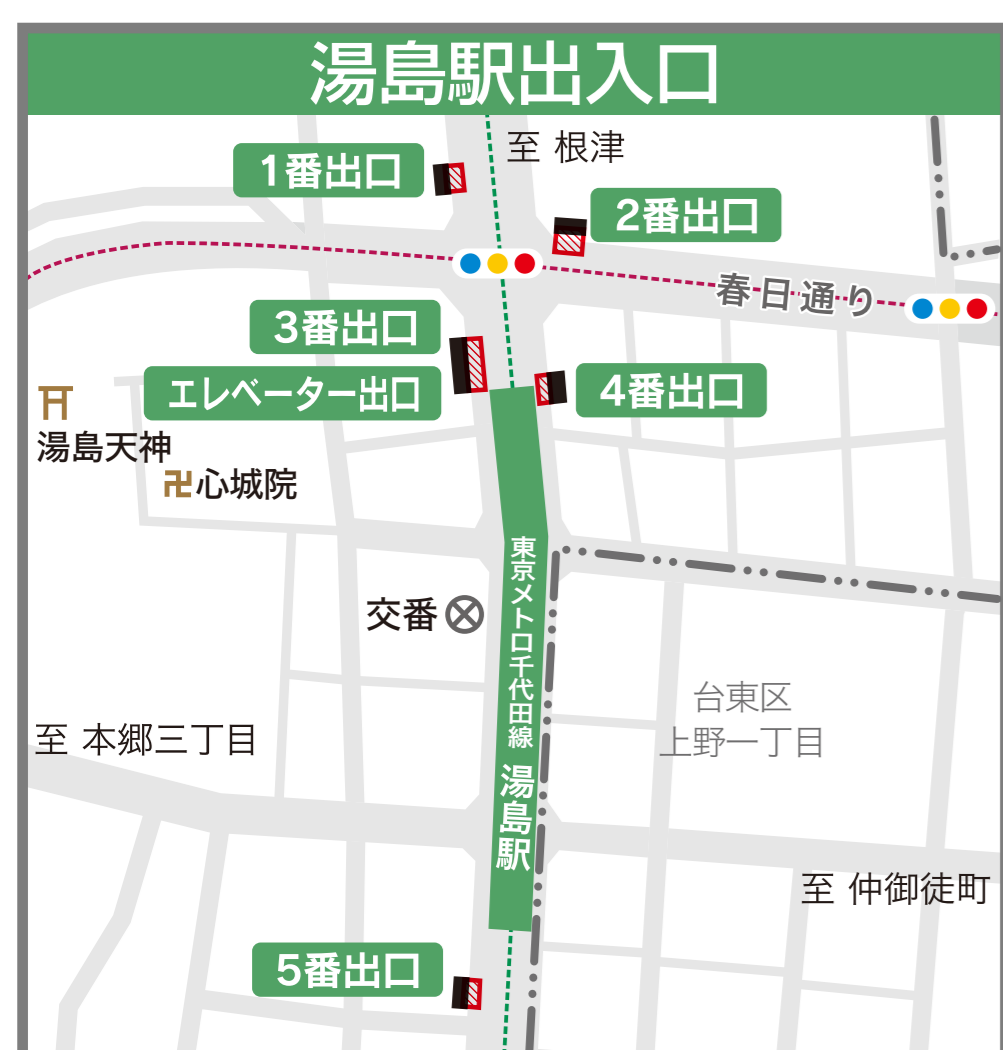 湯島駅出入口
至 根津
1番出口
2番出口
春日通り
3番出口
エレベーター出口
4番出口
湯島天神
心城院
東京メトロ千代田線 湯島駅
交番
台東区
上野一丁目
至 本郷三丁目
至 仲御徒町
5番出口